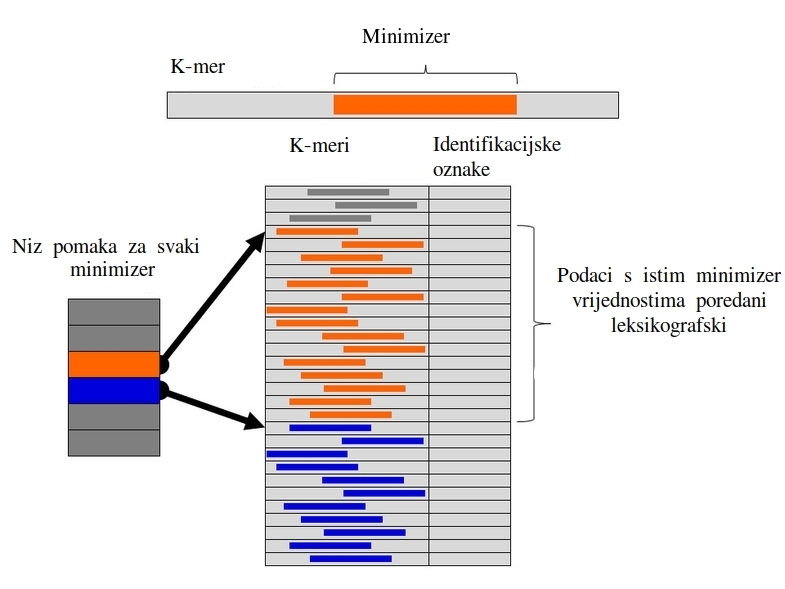 Minimizer
K-mer
K-meri
Identifikacijske
oznake
Niz pomaka za svaki
minimizer
Podaci s istim minimizer
vrijednostima poredani
leksikografski